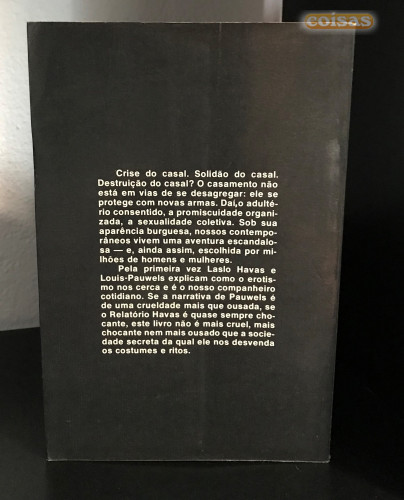 coisas
Crise do casal. Solidão do casal.
Destruição do casal? O casamento não
está em vias de se desagregar: ele se
protege com novas armas. Daí,o adulté-
rio consentido, a promiscuidade organi-
zada, a sexualidade coletiva. Sob sua
aparência burguesa, nossos contempo-
râneos vivem uma aventura escandalo-
sa — e, ainda assim, escolhida por mi-
lhões de homens e mulheres.
Pela primeira vez Laslo Havas e
Louis-Pauwels explicam como o erotis-
mo nos cerca e é o nosso companheiro
cotidiano. Se a narrativa de Pauwels é
de uma crueldade mais que ousada, se
o Relatório Havas é quase sempre cho-
cante, este livro não é mais cruel, mais
chocante nem mais ousado que a socie-
dade secreta da qual ele nos desvenda
os costumes e ritos.